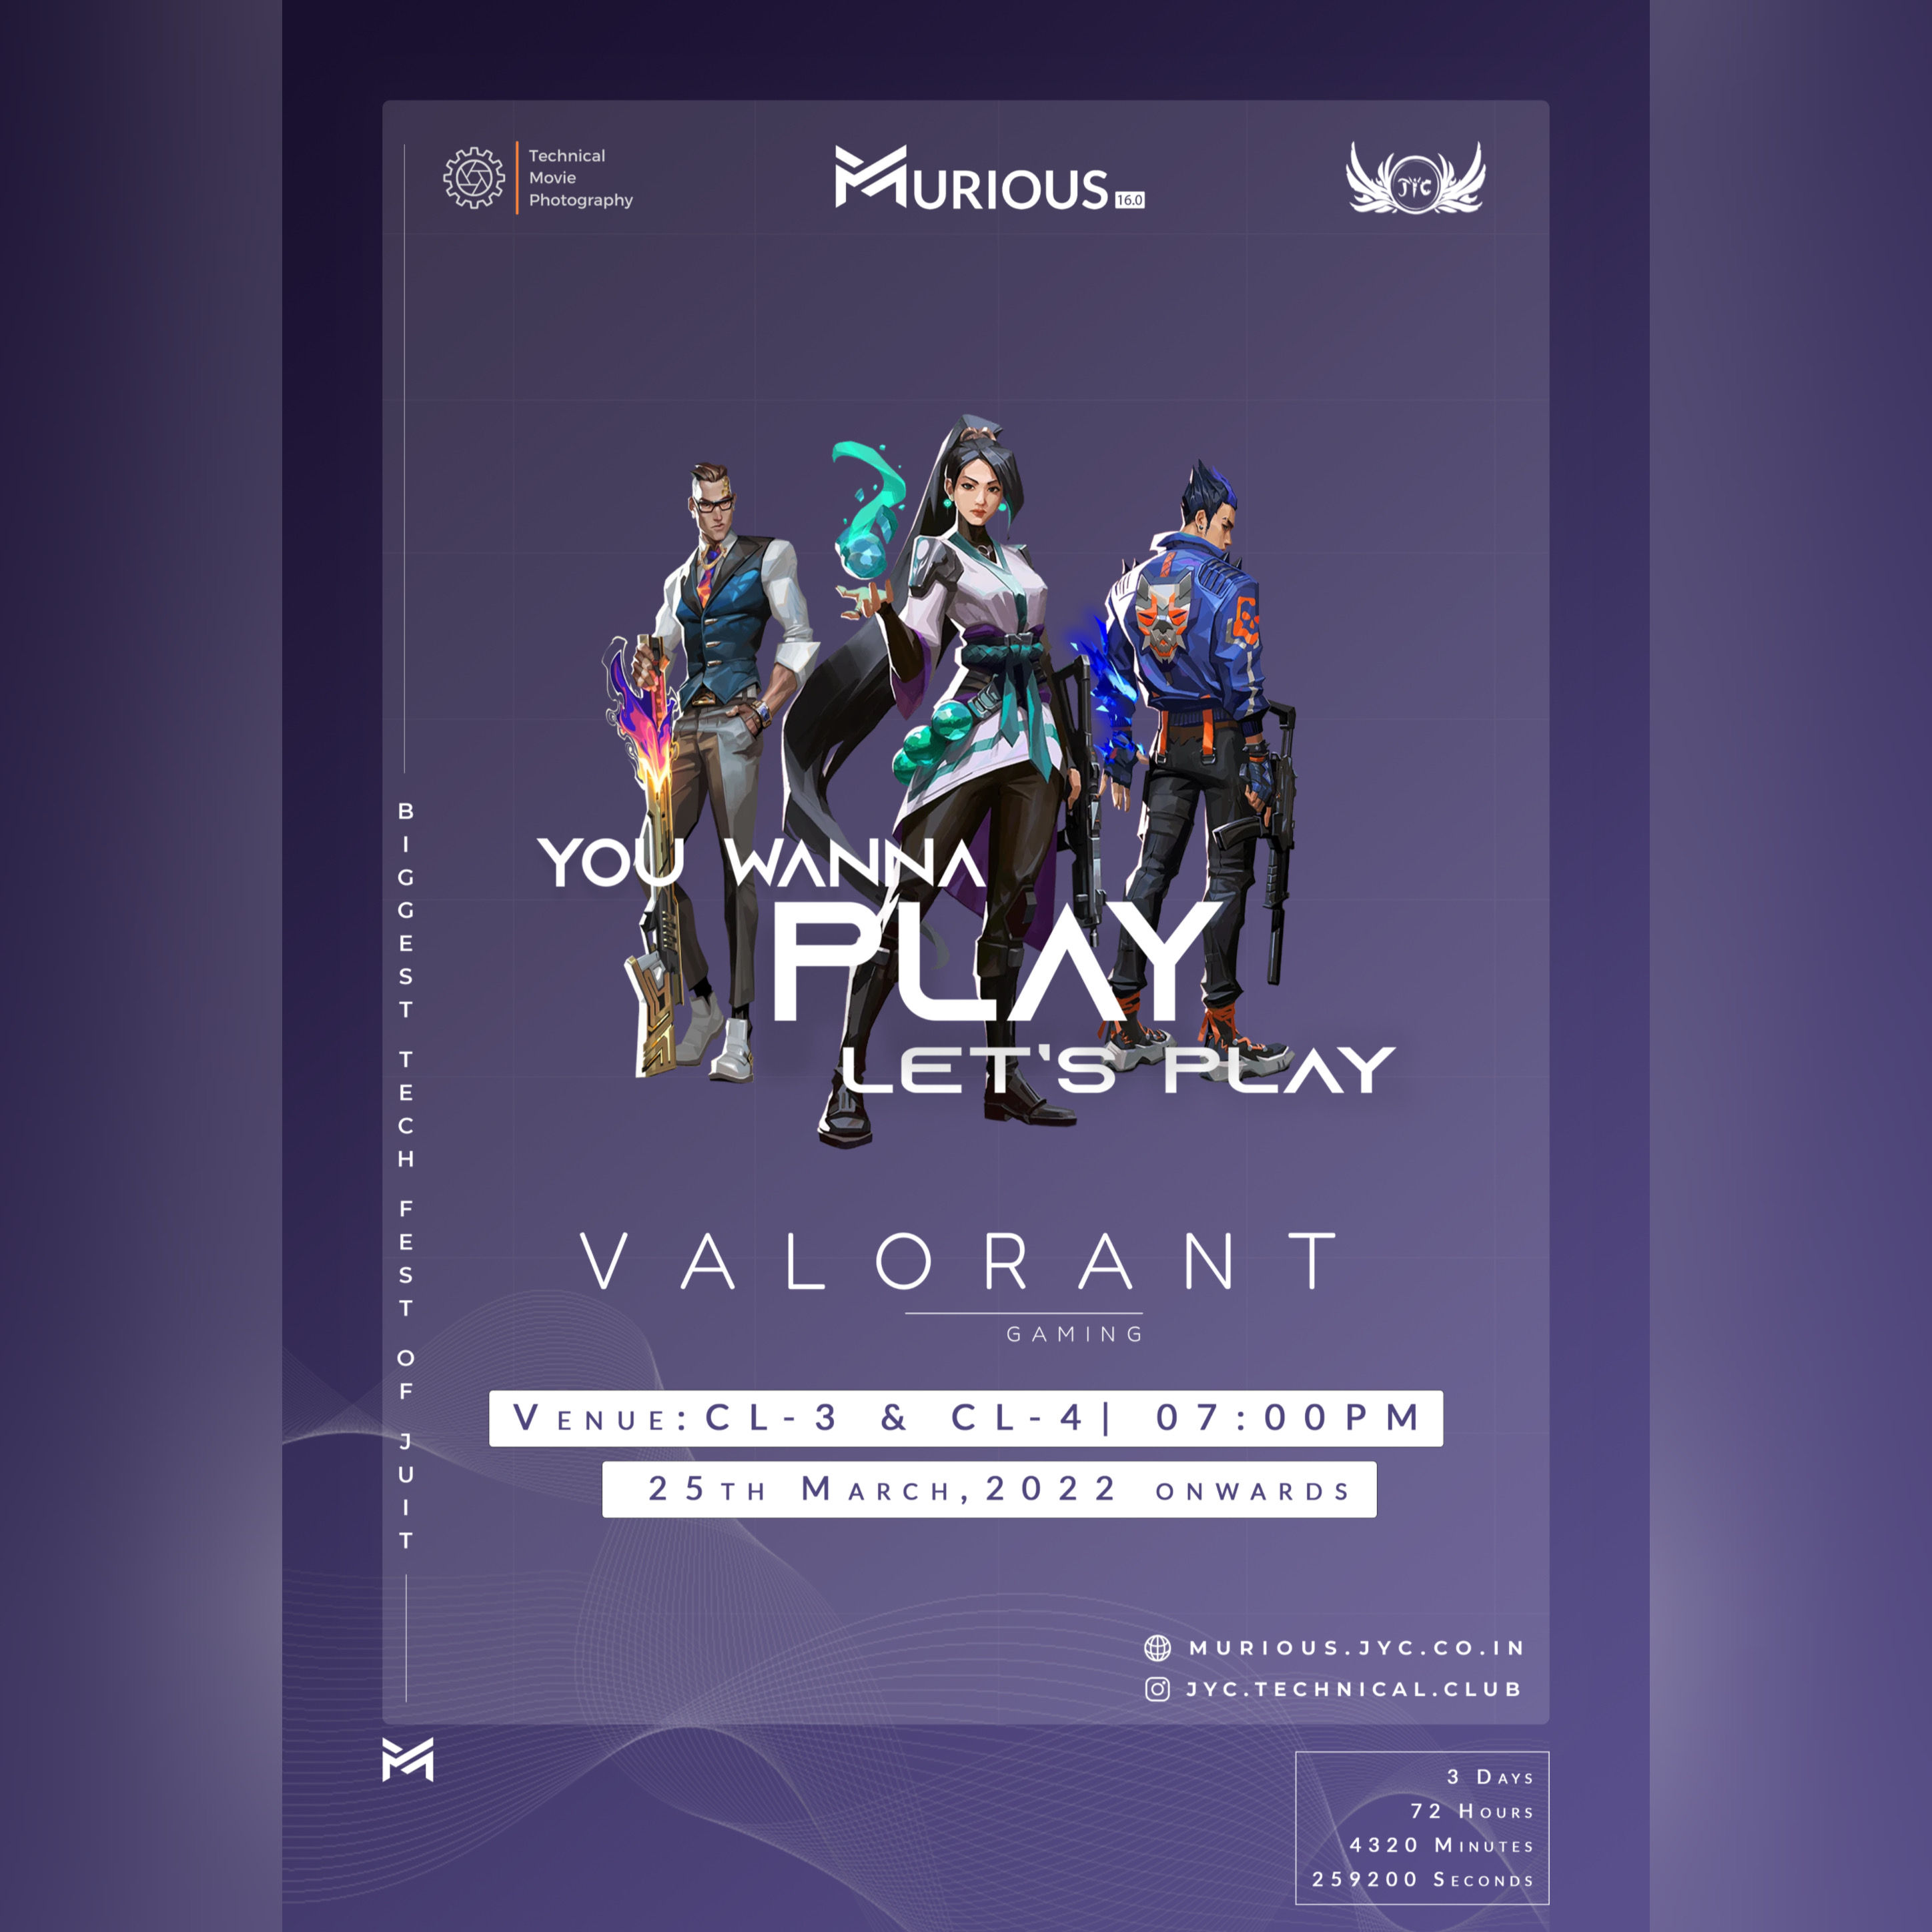 Technical
Movie
Photography
MURIOUS 16.0
JYC
BIGGEST TECH FEST OF JUIT
YOU WANNA
PLAY
LET'S PLAY
VALORANT
GAMING
VENUE:CL-3 & CL-4| 07:00PM
25TH MARCH,2022 ONWARDS
MURIOUS.JYC.CO.IN
JYC.TECHNICAL.CLUB
3 DAYS
72 HOURS
4320 MINUTES
259200 SECONDS